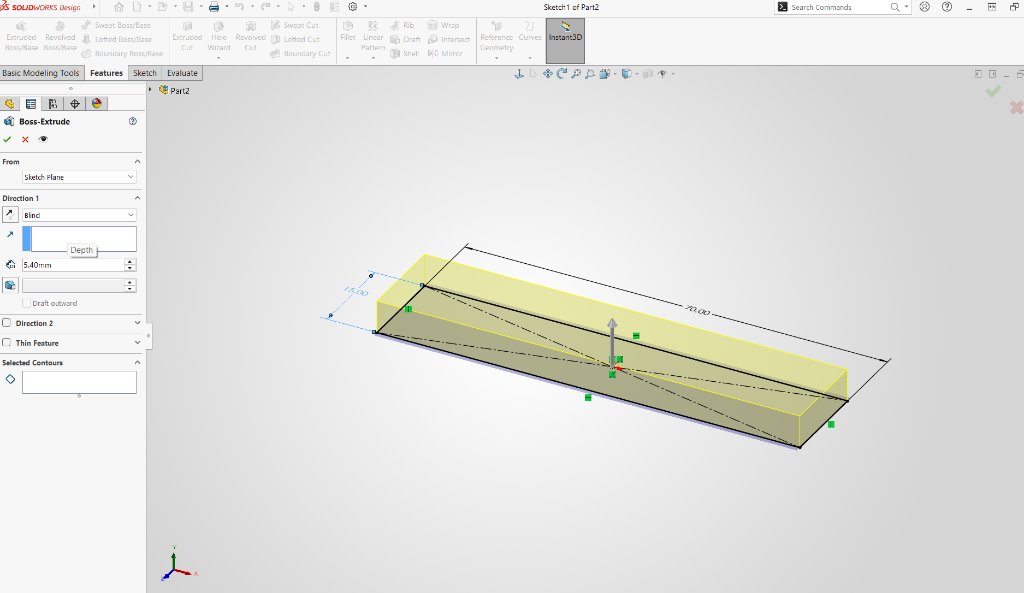 SOLIDWORKS Design
Sketch1 of Part2
Search Commands
Extruded Boss/Base
Revolved Boss/Base
Swept Boss/Base
Lofted Boss/Base
Boundary Boss/Base
Extruded Cut
Hole Wizard
Revolved Cut
Swept Cut
Lofted Cut
Boundary Cut
Fillet
Linear Pattern
Rib
Draft
Shell
Wrap
Intersect
Mirror
Reference Geometry
Curves
Instant3D
Basic Modeling Tools
Features
Sketch
Evaluate
Part2
Boss-Extrude
From
Sketch Plane
Direction 1
Blind
Depth
5.40mm
Draft outward
Direction 2
Thin Feature
Selected Contours
15.00
70.00
Y